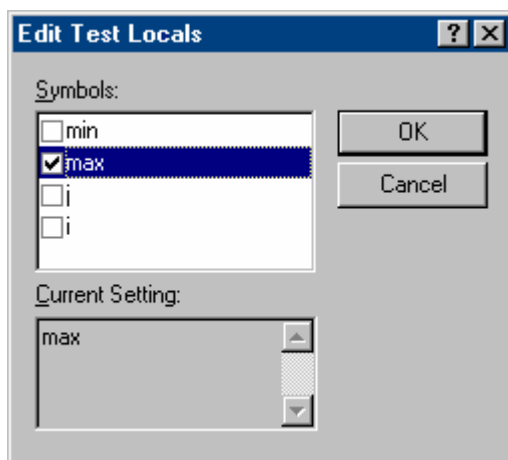 Edit Test Locals
Symbols:
min
max
j
i
OK
Cancel
Current Setting:
max